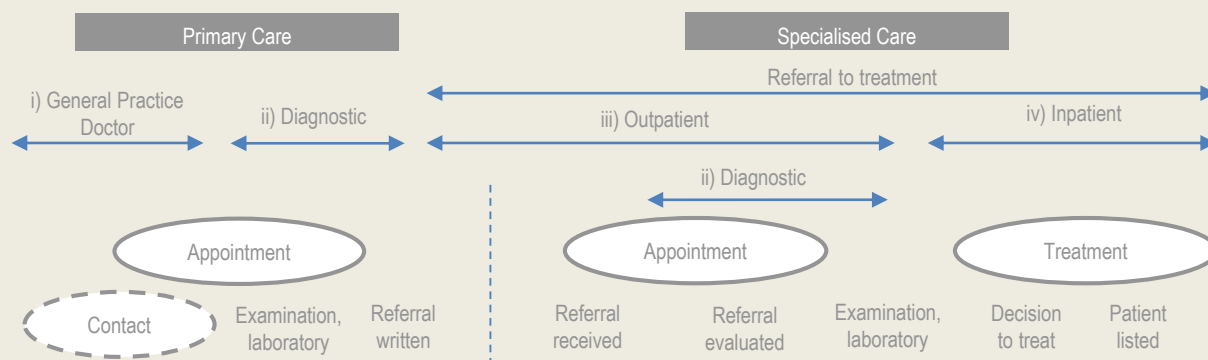 Primary Care
Specialised Care
Referral to treatment
i) General Practice
Doctor
ii) Diagnostic
iii) Outpatient
iv) Inpatient
ii) Diagnostic
Appointment
Appointment
Treatment
Contact
Examination,
laboratory
Referral
written
Referral
received
Referral
evaluated
Examination,
laboratory
Decision
to treat
Patient
listed